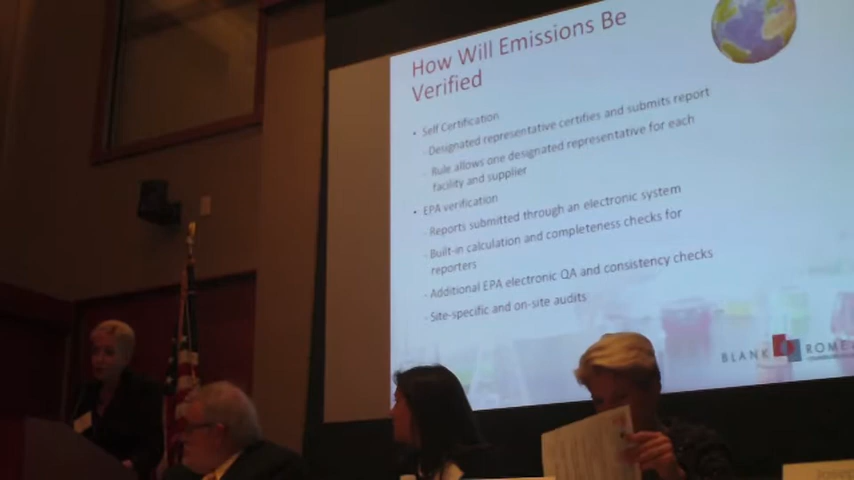 How Will Emissions Be
Verified
• Self Certification
- Designated representative certifies and submits report
- Rule allows one designated representative for each
facility and supplier
• EPA verification
- Reports submitted through an electronic system
- Built-in calculation and completeness checks for
reporters
- Additional EPA electronic QA and consistency checks
- Site-specific and on-site audits
BLANK ROME